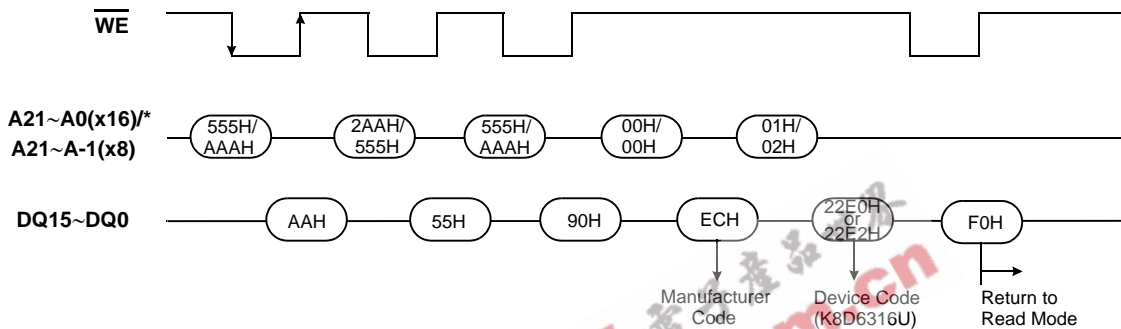 WE
A21~A0(x16)/*
A21~A-1(x8)
555H/
AAAH
2AAH/
555H
555H/
AAAH
00H/
00H
01H/
02H
DQ15~DQ0
AAH
55H
90H
ECH
22E0H
or
22E2H
F0H
Manufacturer
Code
Device Code
(K8D6316U)
Return to
Read Mode
.cn